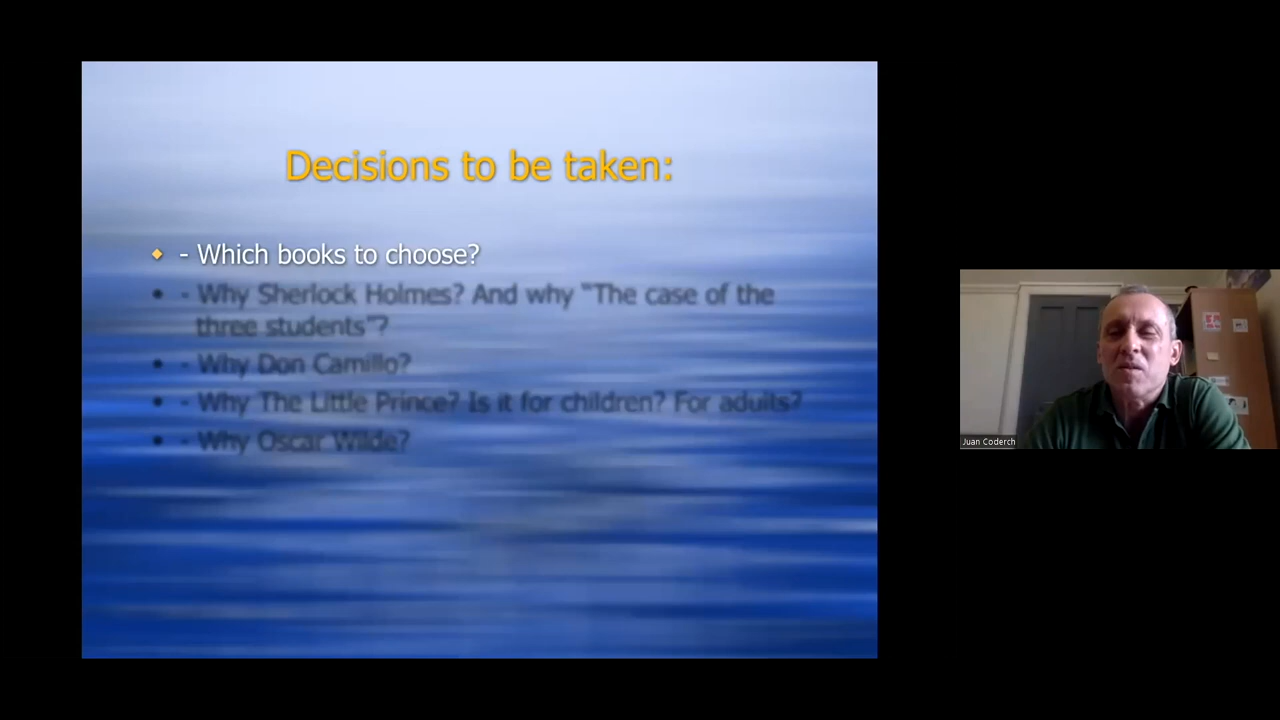 Decisions to be taken:
- Which books to choose?
- Why Sherlock Holmes? And why “The case of the
three students”?
- Why Don Camillo?
- Why The Little Prince? Is it for children? For adults?
- Why Oscar Wilde?
Juan Coderch